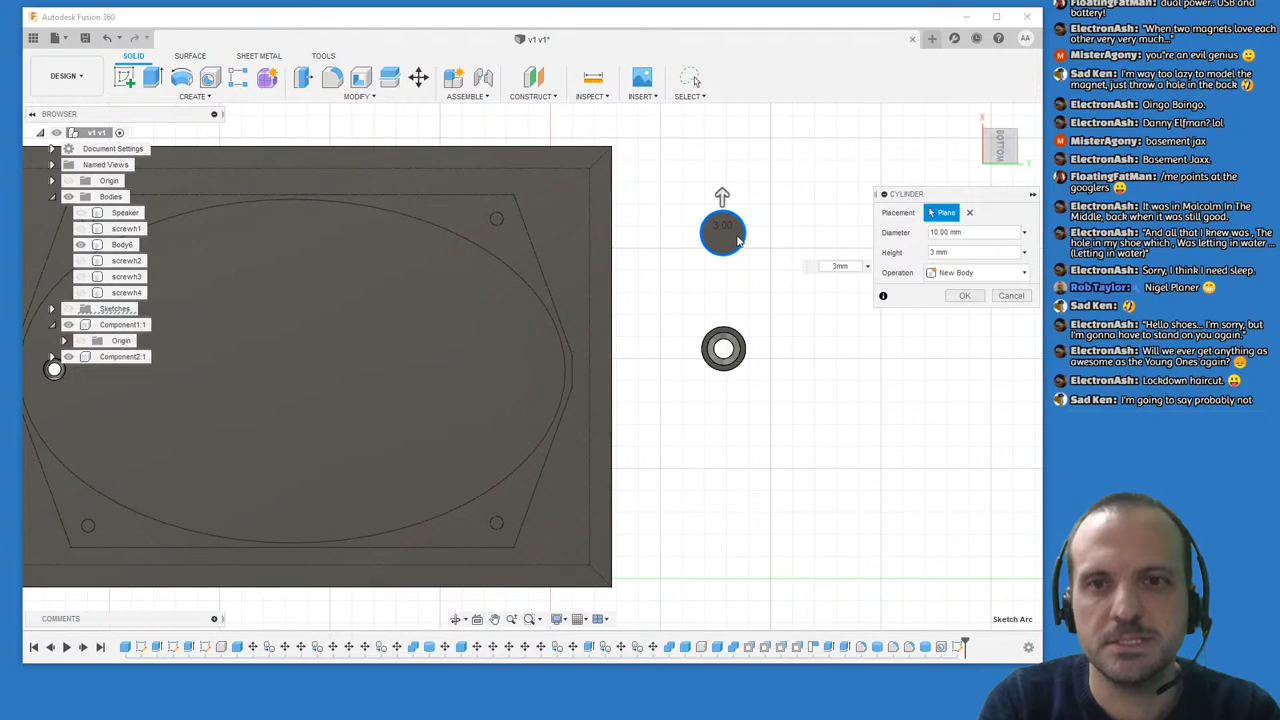 Autodesk Fusion 360
v1 v1*
AA
DESIGN
SOLID
SURFACE
SHEET METAL
TOOLS
CREATE
MODIFY
ASSEMBLE
CONSTRUCT
INSPECT
INSERT
SELECT
BROWSER
v1 v1
Document Settings
Named Views
Origin
Bodies
Speaker
screwh1
Body6
screwh2
screwh3
screwh4
Sketches
Component1:1
Origin
Component2:1
3.00
3mm
X
BOTTOM
Y
CYLINDER
Placement Plane
Diameter 10.00 mm
Height 3 mm
Operation New Body
OK Cancel
COMMENTS
Sketch Arc
FloatingFatMan: dual power.. USB and
battery!
ElectronAsh: "When two magnets love each
other very very much..."
MisterAgony: you"re an evil genius 🙂
Sad Ken: I'm way too lazy to model the
magnet, just throw a hole in the back 🤣
ElectronAsh: Oingo Boingo.
ElectronAsh: Danny Elfman? lol
MisterAgony: basement jax
ElectronAsh: Basement Jaxx.
FloatingFatMan: /me points at the
googlers 😛
ElectronAsh: It was in Malcolm In The
Middle, back when it was still good.
ElectronAsh: "And all that I knew was, The
hole in my shoe which , Was letting in water ...
(Letting in water)"
ElectronAsh: Sorry, I think I need sleep.
Rob Taylor: Nigel Planer 😁
Sad Ken: 🤣
ElectronAsh: "Hello shoes... I'm sorry, but
I'm gonna have to stand on you again."
ElectronAsh: Will we ever get anything as
awesome as the Young Ones again? 😞
ElectronAsh: Lockdown haircut. 😛
Sad Ken: I'm going to say probably not